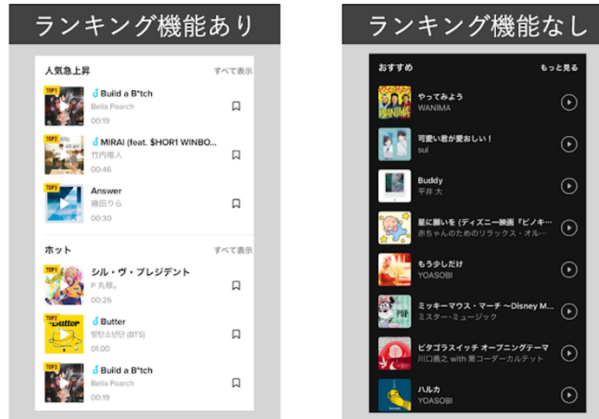 ランキング機能あり
人気急上昇
すべて表示
TOP1
Build a B*tch
Bella Poarch
00:19
TOP2
MIRAI (feat. $HOR1 WINBO...
竹内唯人
00:46
TOP3
Answer
幾田りら
00:30
ホット
すべて表示
TOP1
シル・ヴ・プレジデント
P 丸様。
00:26
TOP2
Butter
방탄소년단 (BTS)
01:00
TOP3
Build a B*tch
Bella Poarch
00:19
ランキング機能なし
おすすめ
もっと見る
やってみよう
WANIMA
可愛い君が愛おしい！
sui
Buddy
平井 大
星に願いを (ディズニー映画『ピノキ…
赤ちゃんのためのリラックス・オル…
もう少しだけ
YOASOBI
ミッキーマウス・マーチ ～Disney M...
ミスター・ミュージック
ピタゴラスイッチ オープニングテーマ
川口義之 with 栗コーダーカルテット
ハルカ
YOASOBI